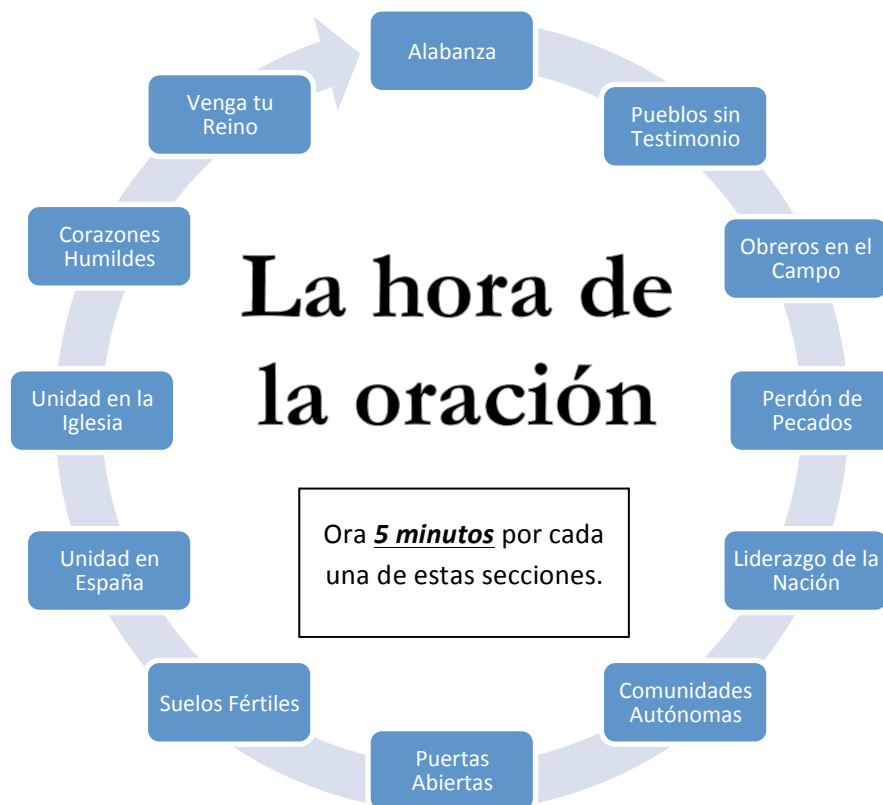 Alabanza
Pueblos sin
Testimonio
Obreros en el
Campo
Perdón de
Pecados
Liderazgo de la
Nación
Comunidades
Autónomas
Puertas
Abiertas
Suelos Fértiles
Unidad en
España
Unidad en la
Iglesia
Corazones
Humildes
Venga tu
Reino
La hora de
la oración
Ora 5 minutos por cada
una de estas secciones.